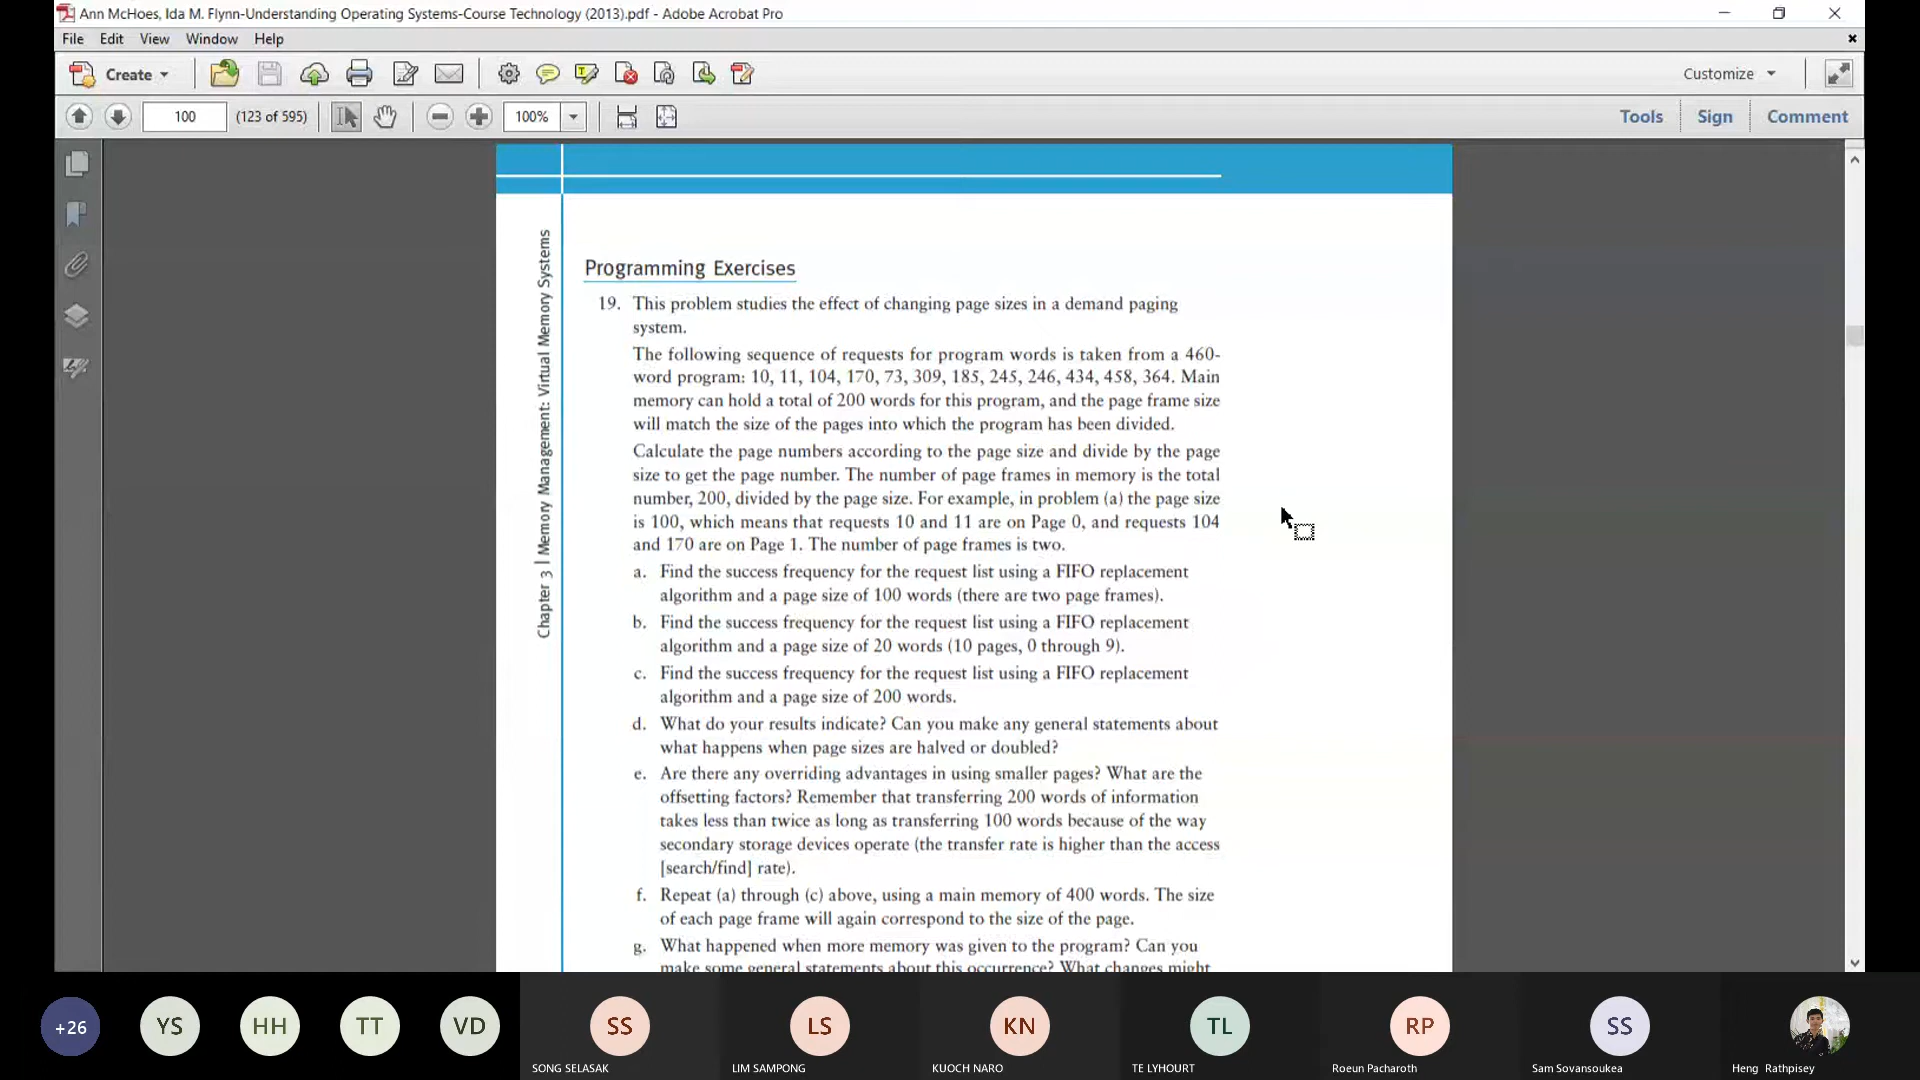 Ann McHoes, Ida M. Flynn-Understanding Operating Systems-Course Technology (2013).pdf - Adobe Acrobat Pro
File Edit View Window Help
Create Customize
100 (123 of 595) 100% Tools Sign Comment
Chapter 3 | Memory Management: Virtual Memory Systems
Programming Exercises
19. This problem studies the effect of changing page sizes in a demand paging
system.
The following sequence of requests for program words is taken from a 460-
word program: 10, 11, 104, 170, 73, 309, 185, 245, 246, 434, 458, 364. Main
memory can hold a total of 200 words for this program, and the page frame size
will match the size of the pages into which the program has been divided.
Calculate the page numbers according to the page size and divide by the page
size to get the page number. The number of page frames in memory is the total
number, 200, divided by the page size. For example, in problem (a) the page size
is 100, which means that requests 10 and 11 are on Page 0, and requests 104
and 170 are on Page 1. The number of page frames is two.
a. Find the success frequency for the request list using a FIFO replacement
algorithm and a page size of 100 words (there are two page frames).
b. Find the success frequency for the request list using a FIFO replacement
algorithm and a page size of 20 words (10 pages, 0 through 9).
c. Find the success frequency for the request list using a FIFO replacement
algorithm and a page size of 200 words.
d. What do your results indicate? Can you make any general statements about
what happens when page sizes are halved or doubled?
e. Are there any overriding advantages in using smaller pages? What are the
offsetting factors? Remember that transferring 200 words of information
takes less than twice as long as transferring 100 words because of the way
secondary storage devices operate (the transfer rate is higher than the access
[search/find] rate).
f. Repeat (a) through (c) above, using a main memory of 400 words. The size
of each page frame will again correspond to the size of the page.
g. What happened when more memory was given to the program? Can you
make some general statements about this occurrence? What changes might
+26 YS HH TT VD SS LS KN TL RP SS
SONG SELASAK LIM SAMPONG KUOCH NARO TE LYHOURT Roeun Pacharoth Sam Sovansoukea Heng Rathpisey